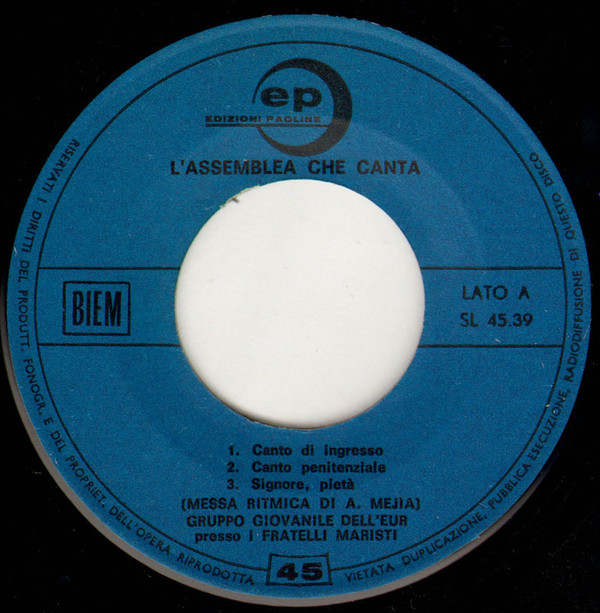 ep
EDIZIONI PAOLINE
L'ASSEMBLEA CHE CANTA
BIEM
LATO A
SL 45.39
1. Canto di ingresso
2. Canto penitenziale
3. Signore, pietà
(MESSA RITMICA DI A. MEJIA)
GRUPPO GIOVANILE DELL'EUR
presso I FRATELLI MARISTI
45
RISERVATI I DIRITTI DEL PRODUTT. FONOGR. E DEL PROPRIET. DELL'OPERA RIPRODOTTA
VIETATA DUPLICAZIONE, PUBBLICA ESECUZIONE, RADIODIFFUSIONE DI QUESTO DISCO